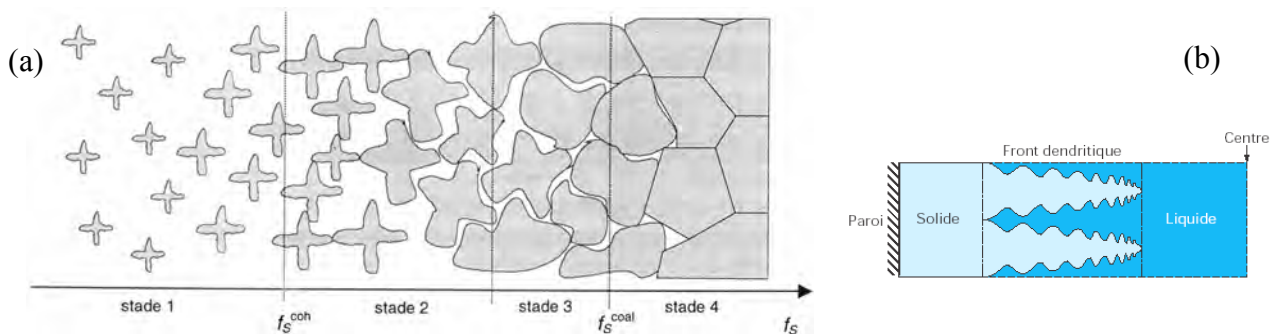 (a)
stade 1
stade 2
stade 3
stade 4
f_S^coh
f_S^coal
f_S
(b)
Centre
Front dendritique
Paroi
Solide
Liquide